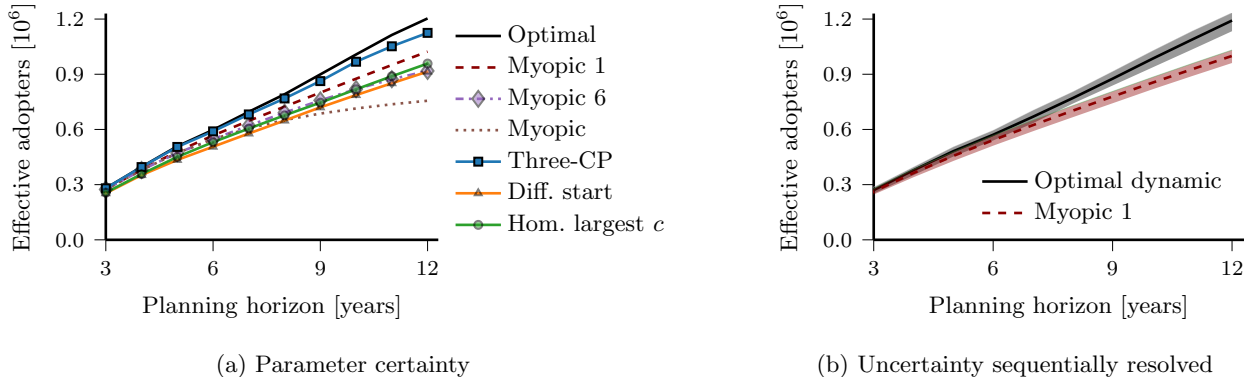 1.2
0.9
0.6
0.3
0.0
3
6
9
12
Effective adopters [10⁶]
Planning horizon [years]
Optimal
Myopic 1
Myopic 6
Myopic
Three-CP
Diff. start
Hom. largest c
(a) Parameter certainty
1.2
0.9
0.6
0.3
0.0
3
6
9
12
Effective adopters [10⁶]
Planning horizon [years]
Optimal dynamic
Myopic 1
(b) Uncertainty sequentially resolved